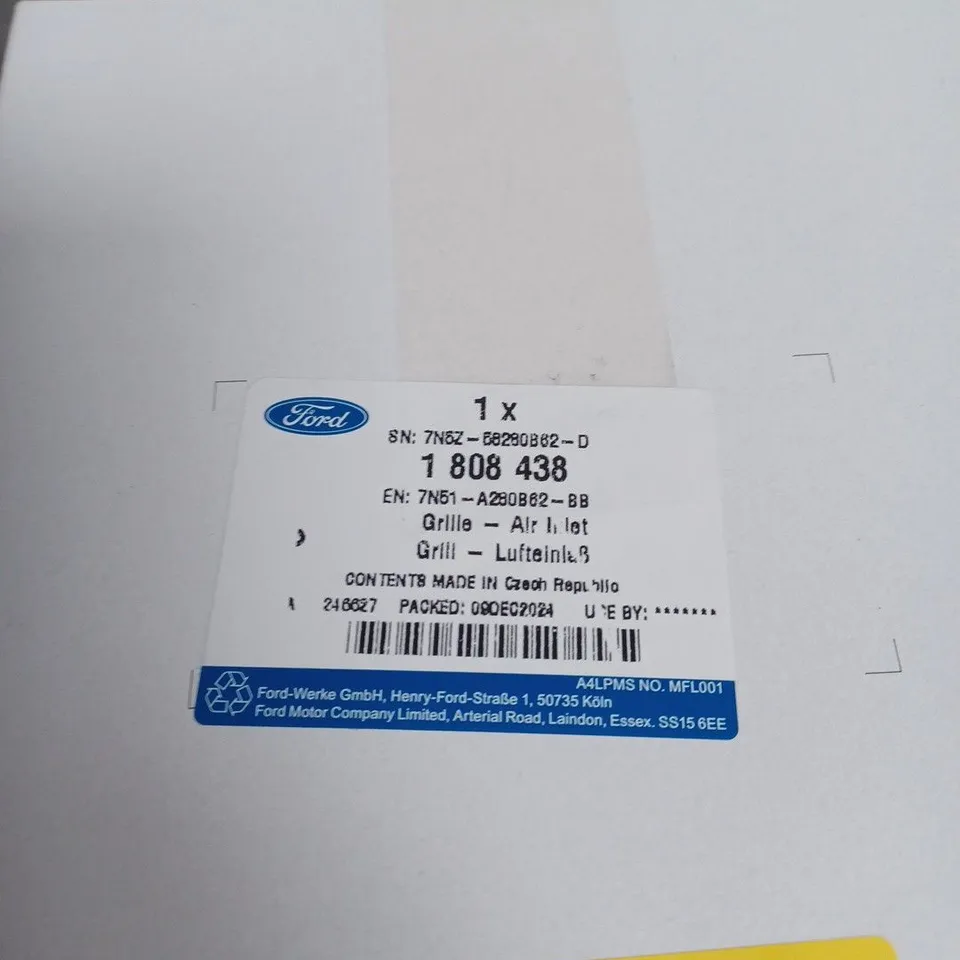 Ford
1 x
SN: 7N5Z-58280B62-D
1 808 438
EN: 7N51-A280B62-BB
Grille - Air Inlet
Grill - Lufteinlaß
CONTENTS MADE IN Czech Republic
246627 PACKED: 09DEC2024 USE BY: *******
A4LPMS NO. MFL001
Ford-Werke GmbH, Henry-Ford-Straße 1, 50735 Köln
Ford Motor Company Limited, Arterial Road, Laindon, Essex. SS15 6EE